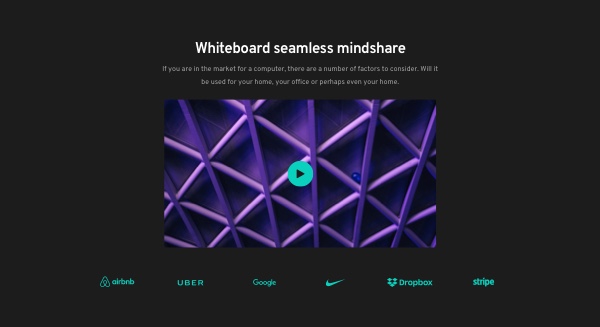 Whiteboard seamless mindshare
If you are in the market for a computer, there are a number of factors to consider. Will it
be used for your home, your office or perhaps even your home.
airbnb UBER Google Dropbox stripe